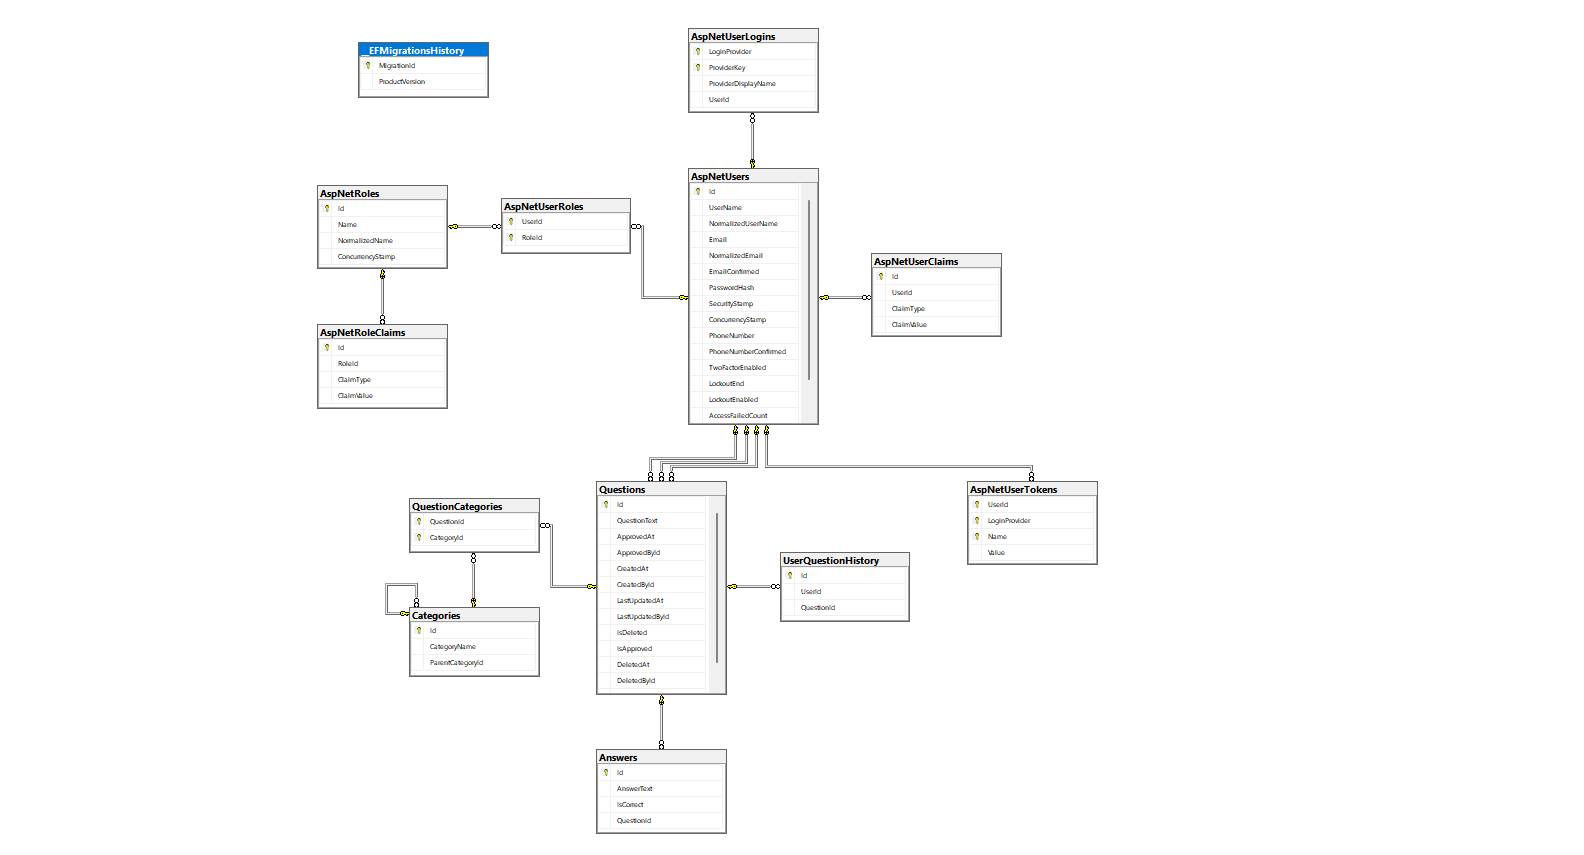 __EFMigrationsHistory
MigrationId
ProductVersion
AspNetUserLogins
LoginProvider
ProviderKey
ProviderDisplayName
UserId
AspNetUsers
Id
UserName
NormalizedUserName
Email
NormalizedEmail
EmailConfirmed
PasswordHash
SecurityStamp
ConcurrencyStamp
PhoneNumber
PhoneNumberConfirmed
TwoFactorEnabled
LockoutEnd
LockoutEnabled
AccessFailedCount
AspNetRoles
Id
Name
NormalizedName
ConcurrencyStamp
AspNetUserRoles
UserId
RoleId
AspNetUserClaims
Id
UserId
ClaimType
ClaimValue
AspNetRoleClaims
Id
RoleId
ClaimType
ClaimValue
Questions
Id
QuestionText
ApprovedAt
ApprovedById
CreatedAt
CreatedById
LastUpdatedAt
LastUpdatedById
IsDeleted
IsApproved
DeletedAt
DeletedById
AspNetUserTokens
UserId
LoginProvider
Name
Value
QuestionCategories
QuestionId
CategoryId
UserQuestionHistory
Id
UserId
QuestionId
Categories
Id
CategoryName
ParentCategoryId
Answers
Id
AnswerText
IsCorrect
QuestionId